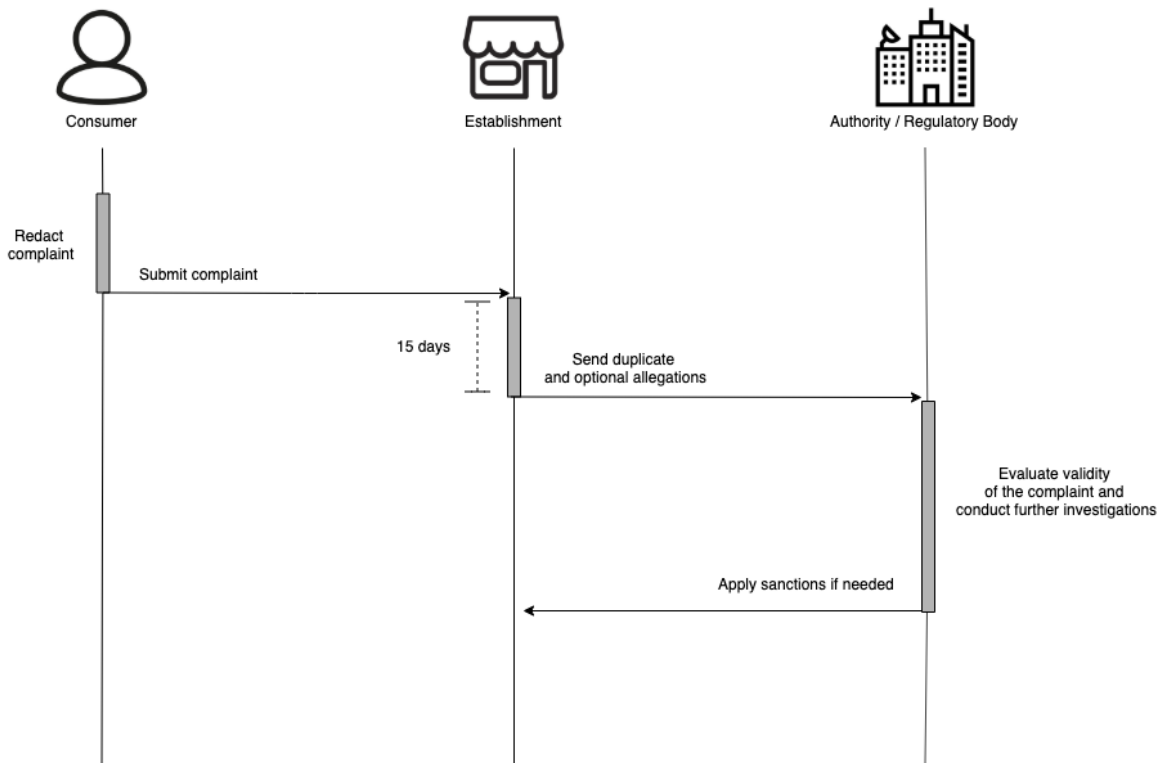 Consumer
Establishment
Authority / Regulatory Body
Redact
complaint
Submit complaint
15 days
Send duplicate
and optional allegations
Evaluate validity
of the complaint and
conduct further investigations
Apply sanctions if needed